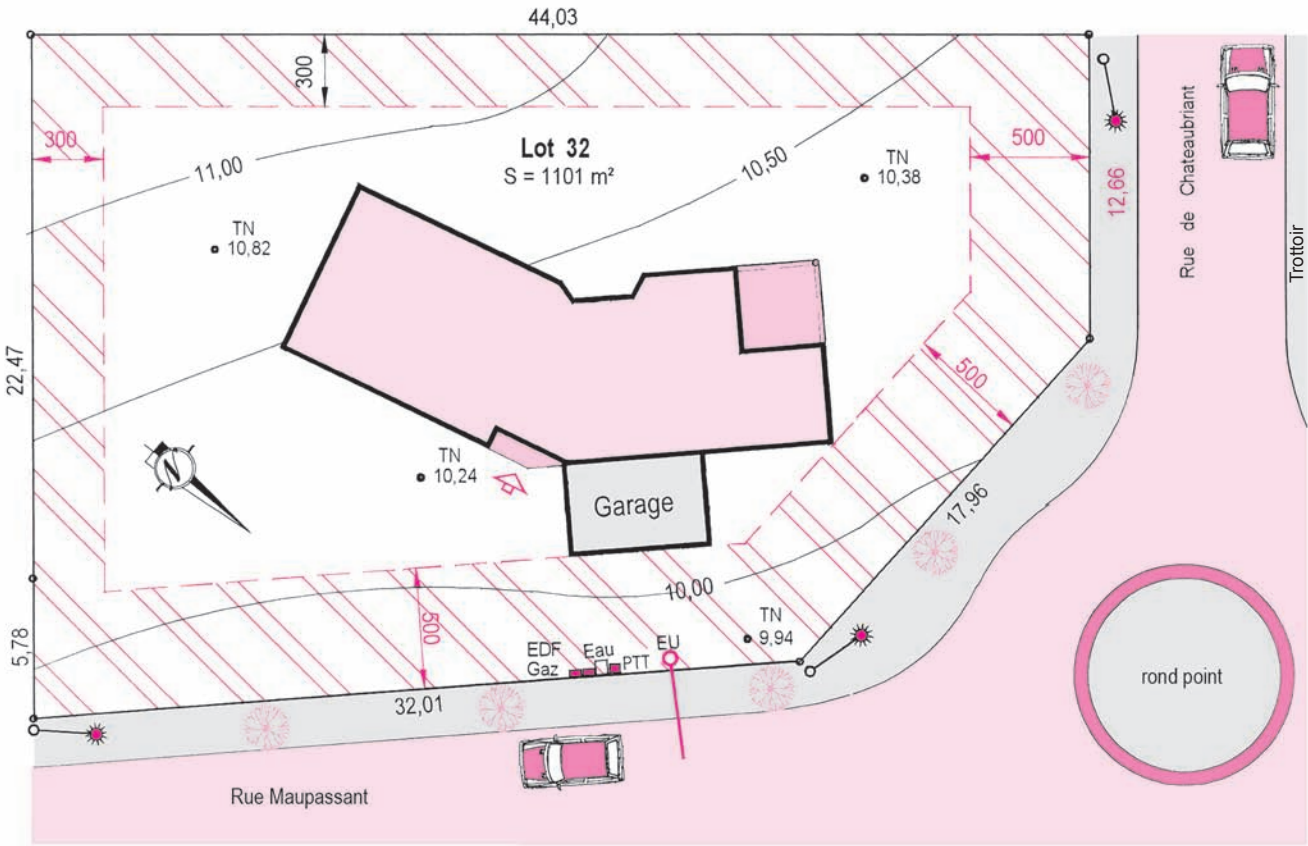 44,03
300
300
Lot 32
S = 1101 m²
500
11,00
10,50
TN
10,38
12,66
Rue de Chateaubriant
Trottoir
TN
10,82
22,47
500
N
TN
10,24
Garage
17,96
10,00
500
5,78
TN
9,94
EDF
Gaz
Eau
PTT
EU
32,01
rond point
Rue Maupassant